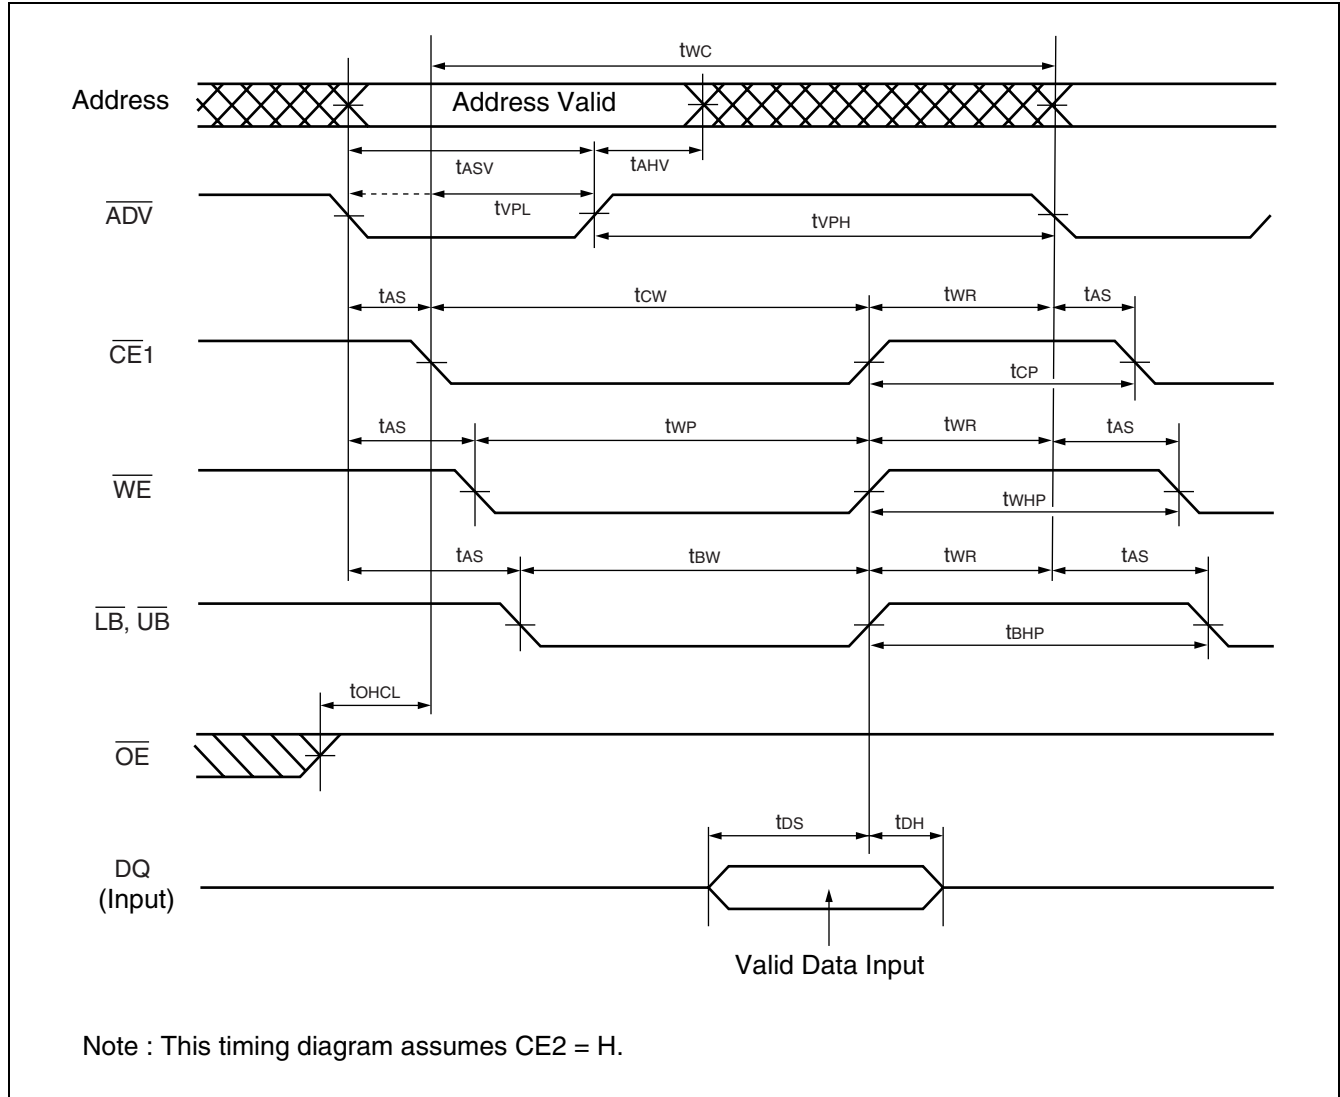 tWC
Address Address Valid
tASV tAHV
ADV tVPL tVPH
tAS tCW tWR tAS
CE1 tCP
tAS tWP tWR tAS
WE tWHP
tAS tBW tWR tAS
LB, UB tBHP
tOHCL
OE
tDS tDH
DQ
(Input)
Valid Data Input
Note : This timing diagram assumes CE2 = H.